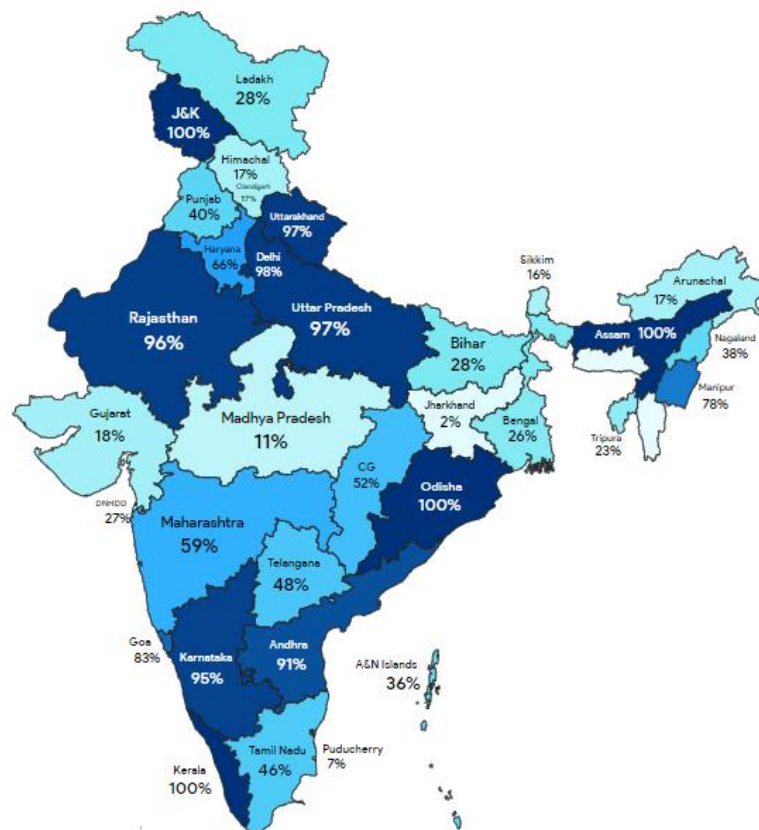 Ladakh
28%
J&K
100%
Himachal
17%
Chandigarh
17%
Punjab
40%
Uttarakhand
97%
Haryana
66%
Delhi
98%
Sikkim
16%
Arunachal
17%
Rajasthan
96%
Uttar Pradesh
97%
Bihar
28%
Assam 100%
Nagaland
38%
Manipur
78%
Gujarat
18%
Madhya Pradesh
11%
Jharkhand
2%
Bengal
26%
Tripura
23%
CG
52%
Odisha
100%
DNHDD
27%
Maharashtra
59%
Telangana
48%
Goa
83%
Karnataka
95%
Andhra
91%
A&N Islands
36%
Tamil Nadu
46%
Puducherry
7%
Kerala
100%